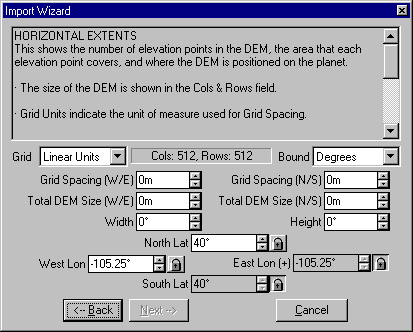 Import Wizard
HORIZONTAL EXTENTS
This shows the number of elevation points in the DEM, the area that each
elevation point covers, and where the DEM is positioned on the planet.
· The size of the DEM is shown in the Cols & Rows field.
· Grid Units indicate the unit of measure used for Grid Spacing.
Grid Linear Units Cols: 512, Rows: 512 Bound Degrees
Grid Spacing (W/E) 0m Grid Spacing (N/S) 0m
Total DEM Size (W/E) 0m Total DEM Size (N/S) 0m
Width 0° Height 0°
North Lat 40°
West Lon -105.25° East Lon (+) -105.25°
South Lat 40°
<-- Back Next --> Cancel